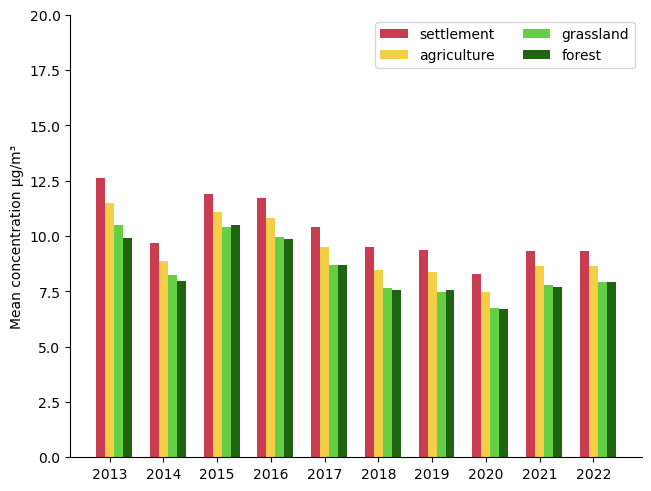 20.0
17.5
15.0
12.5
10.0
7.5
5.0
2.5
0.0
Mean concentration µg/m³
settlement
agriculture
grassland
forest
2013 2014 2015 2016 2017 2018 2019 2020 2021 2022